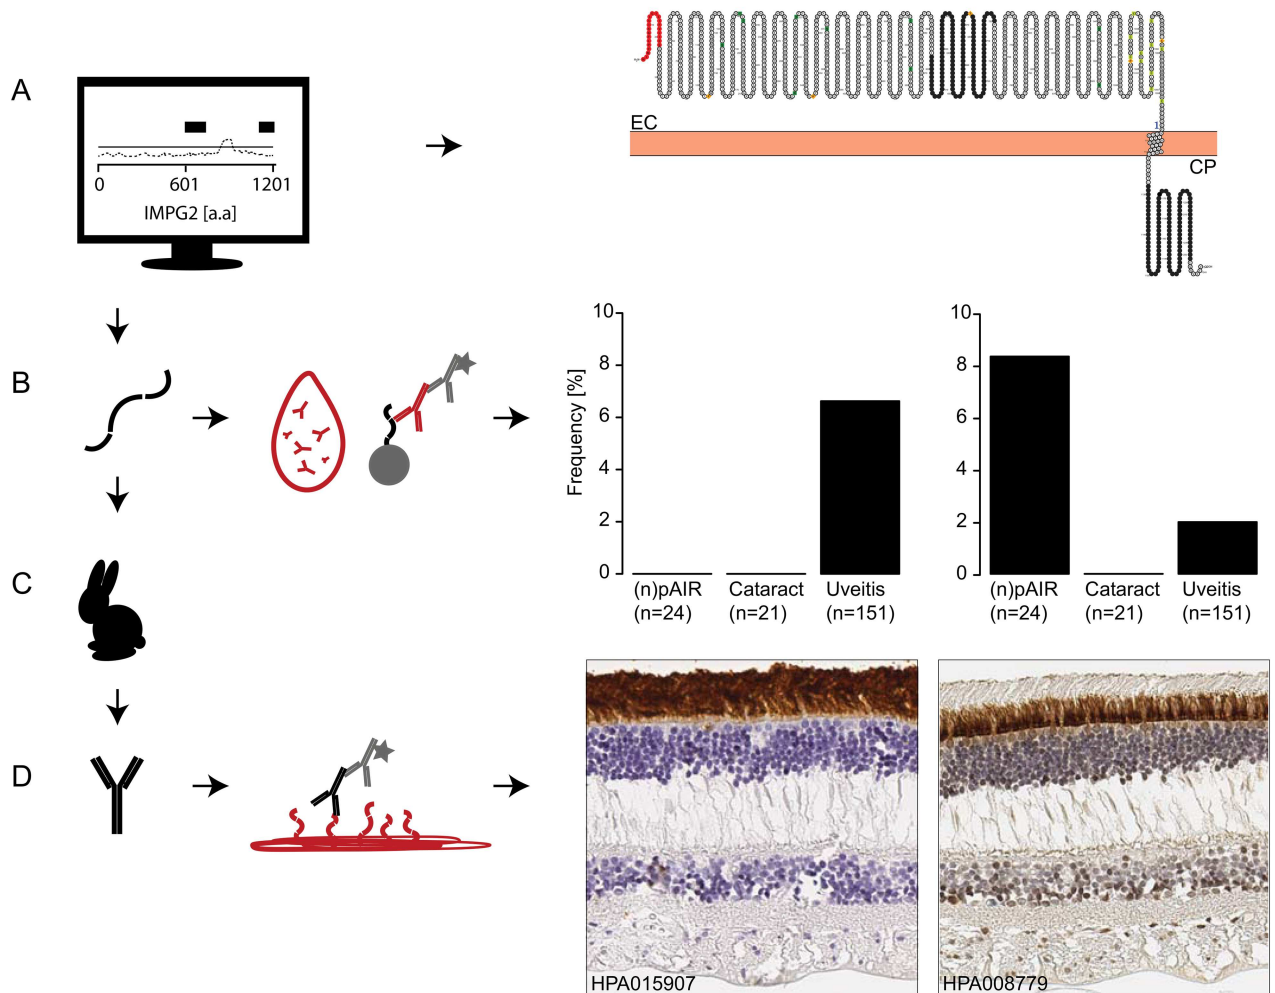 A
0
601
1201
IMPG2 [a.a]
EC
1
CP
B
Frequency [%]
10
8
6
4
2
0
(n)pAIR
(n=24)
Cataract
(n=21)
Uveitis
(n=151)
10
8
6
4
2
0
(n)pAIR
(n=24)
Cataract
(n=21)
Uveitis
(n=151)
C
D
HPA015907
HPA008779